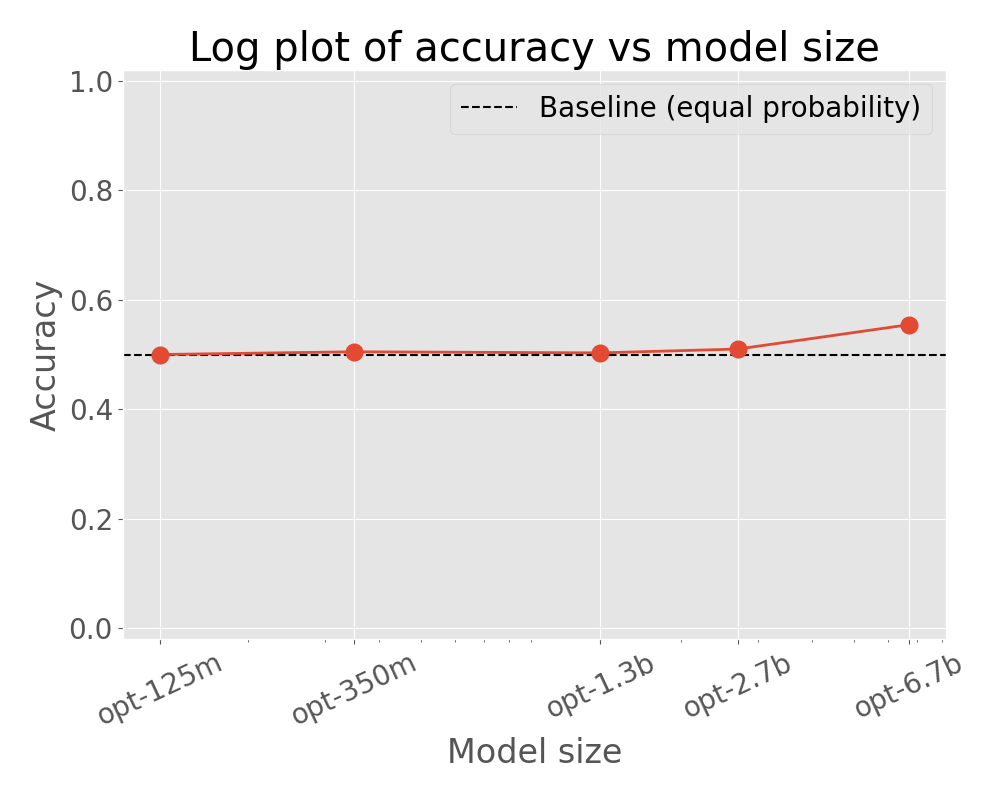 Log plot of accuracy vs model size
Baseline (equal probability)
1.0
0.8
0.6
0.4
0.2
0.0
Accuracy
opt-125m
opt-350m
opt-1.3b
opt-2.7b
opt-6.7b
Model size